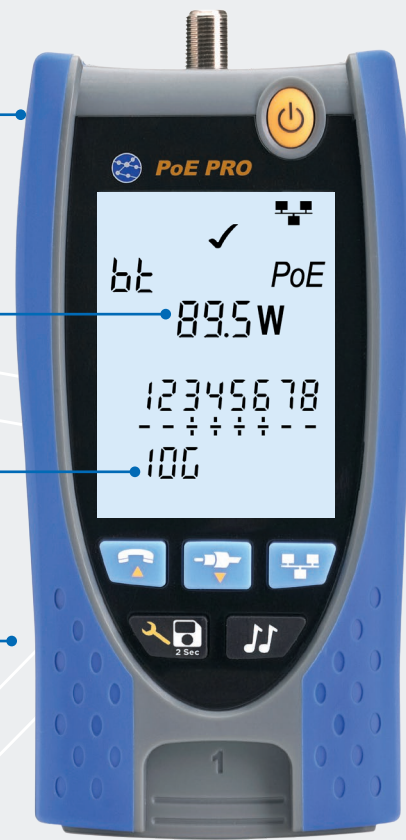 PoE PRO
✓
bt PoE
89.5W
12345678
--÷÷÷÷--
10G
2 Sec
1